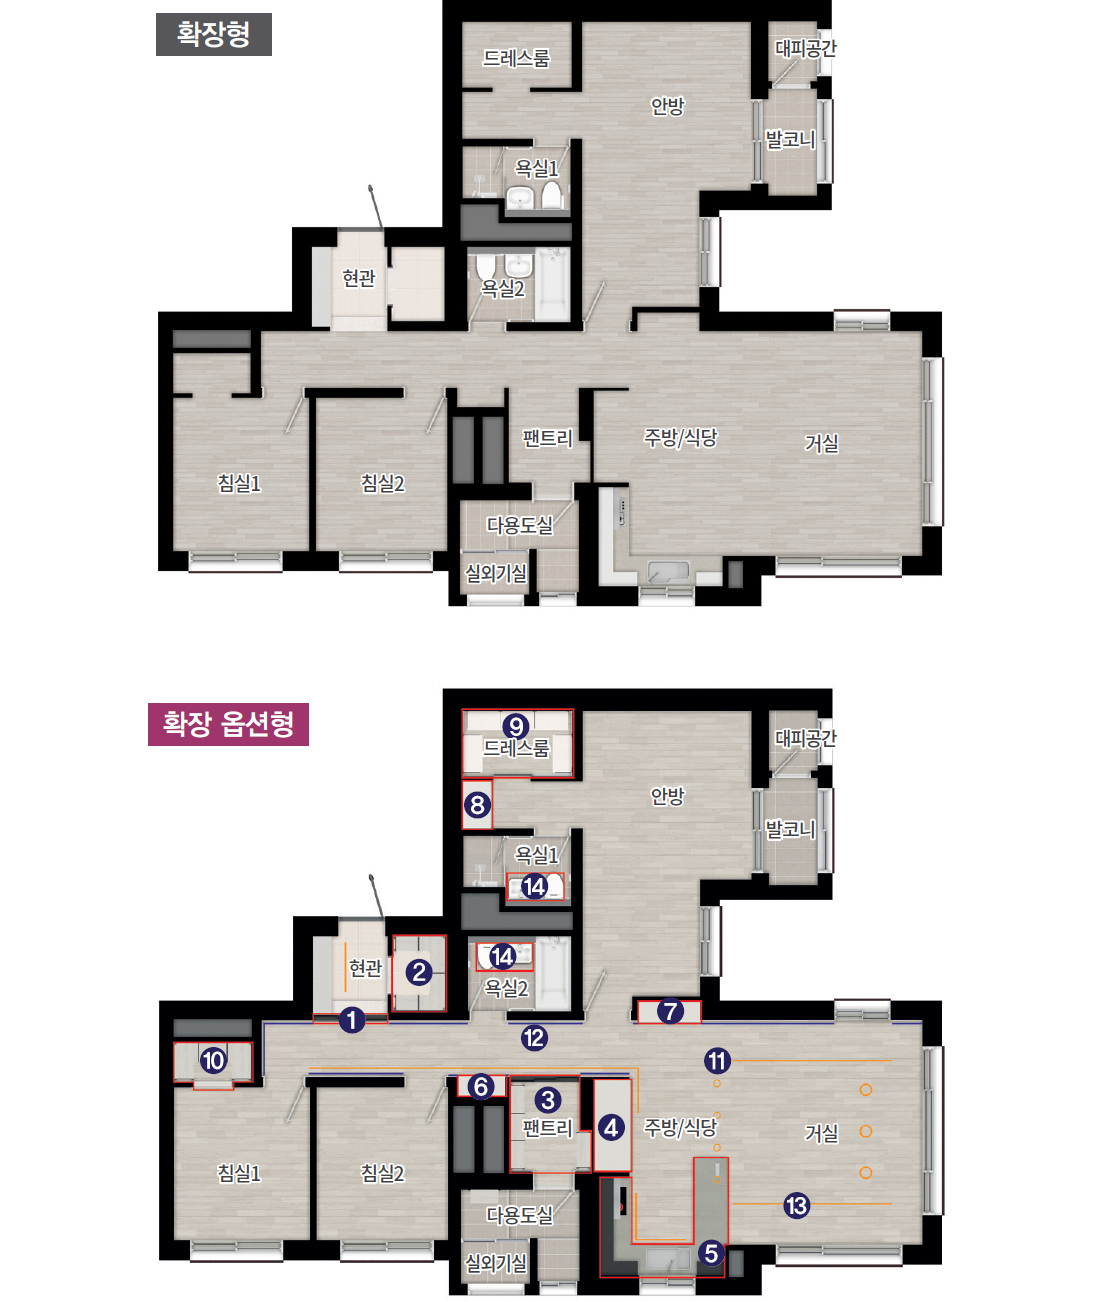 확장형
드레스룸
안방
대피공간
발코니
욕실1
현관
욕실2
팬트리
주방/식당
거실
침실1
침실2
다용도실
실외기실
확장 옵션형
9
드레스룸
안방
대피공간
8
발코니
욕실1
14
14
현관
2
욕실2
1
7
12
10
11
6
3
4
팬트리
주방/식당
거실
침실1
침실2
13
다용도실
5
실외기실